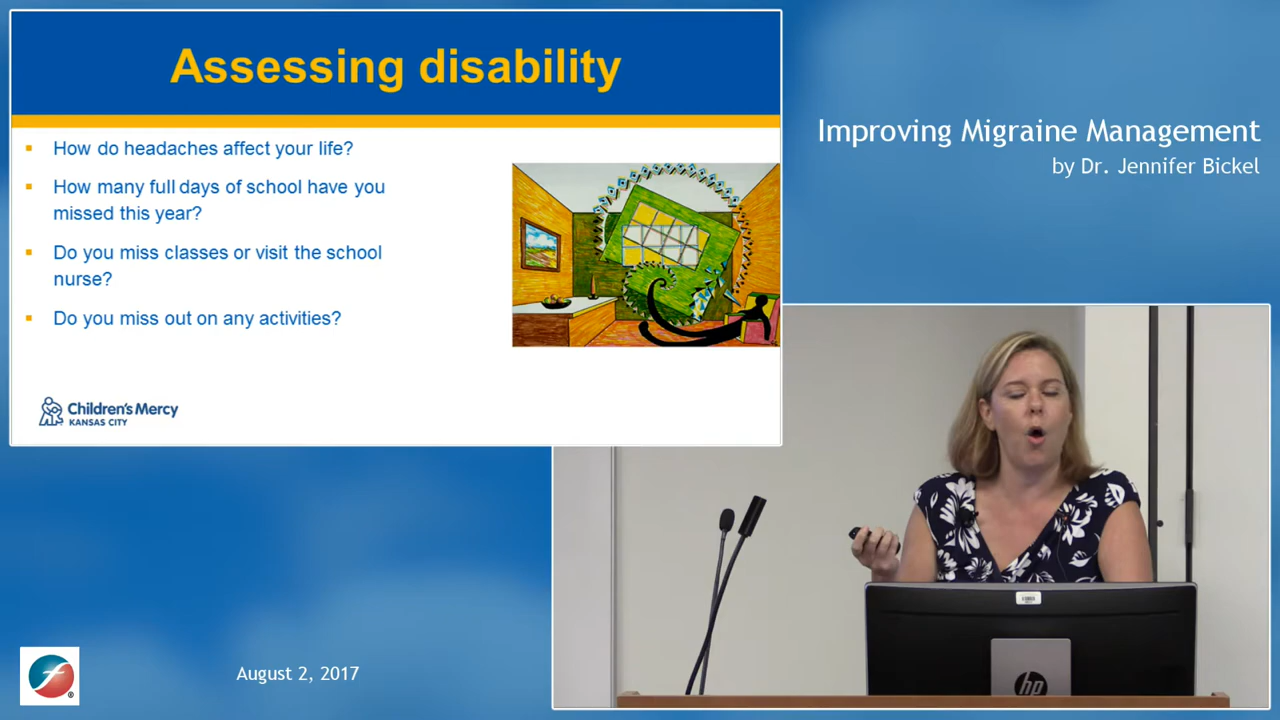 Assessing disability
How do headaches affect your life?
How many full days of school have you
missed this year?
Do you miss classes or visit the school
nurse?
Do you miss out on any activities?
Children's Mercy
KANSAS CITY
Improving Migraine Management
by Dr. Jennifer Bickel
hp
August 2, 2017
®